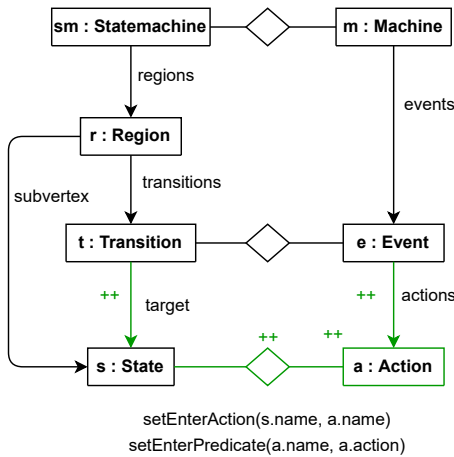 sm : Statemachine
m : Machine
regions
events
r : Region
subvertex
transitions
t : Transition
e : Event
++
target
++
actions
++
++
s : State
a : Action
setEnterAction(s.name, a.name)
setEnterPredicate(a.name, a.action)